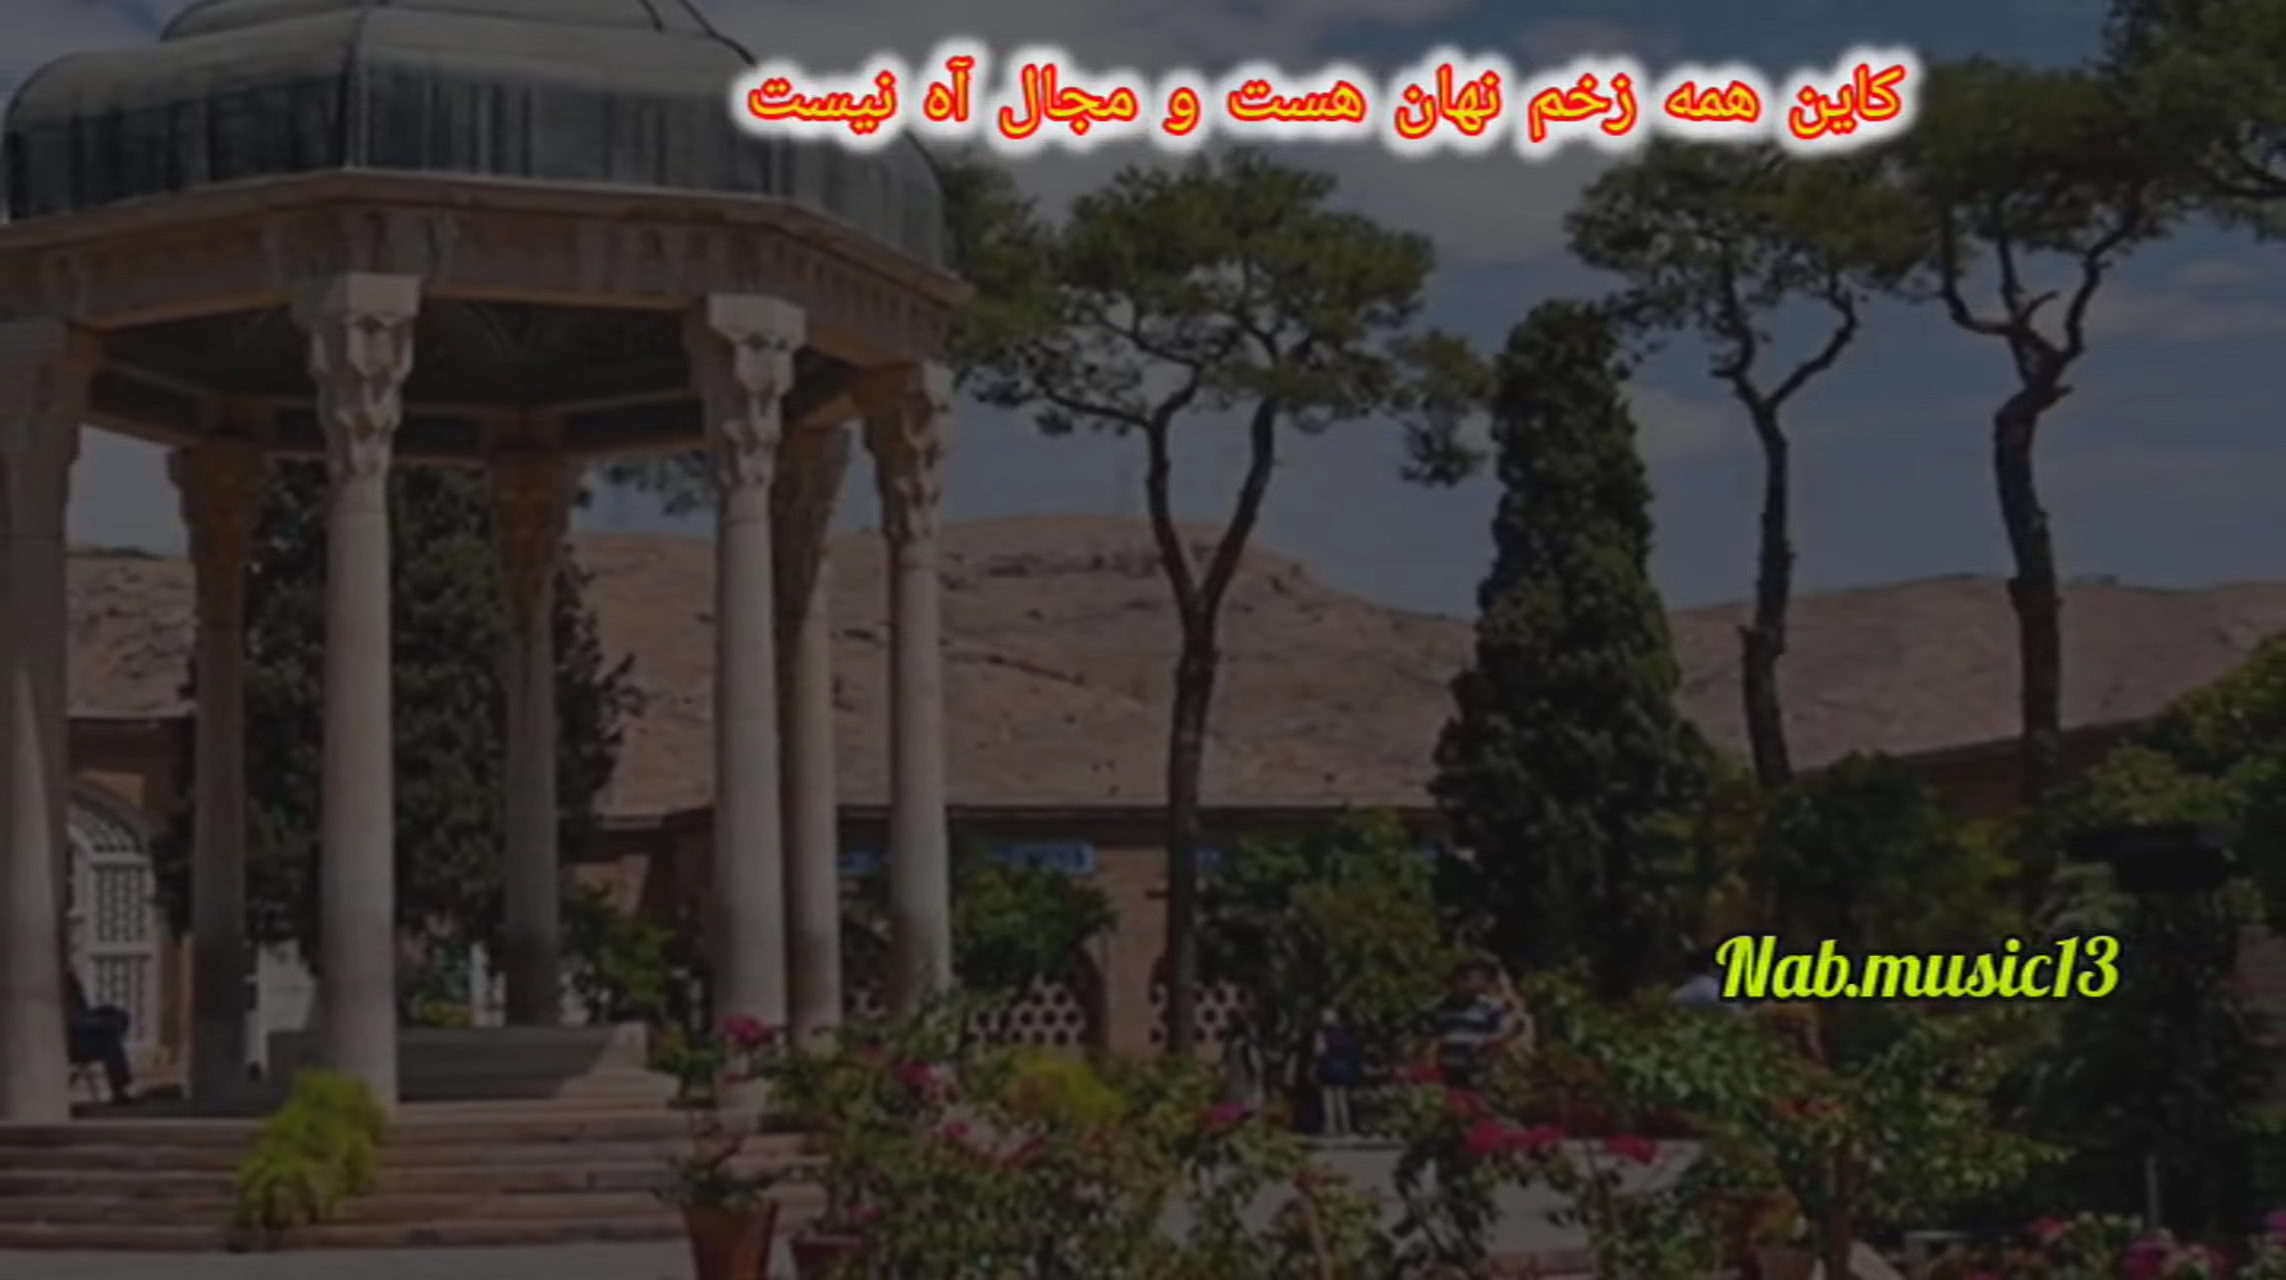 کاین همه زخم نهان هست و مجال آه نیست
Nab.music13